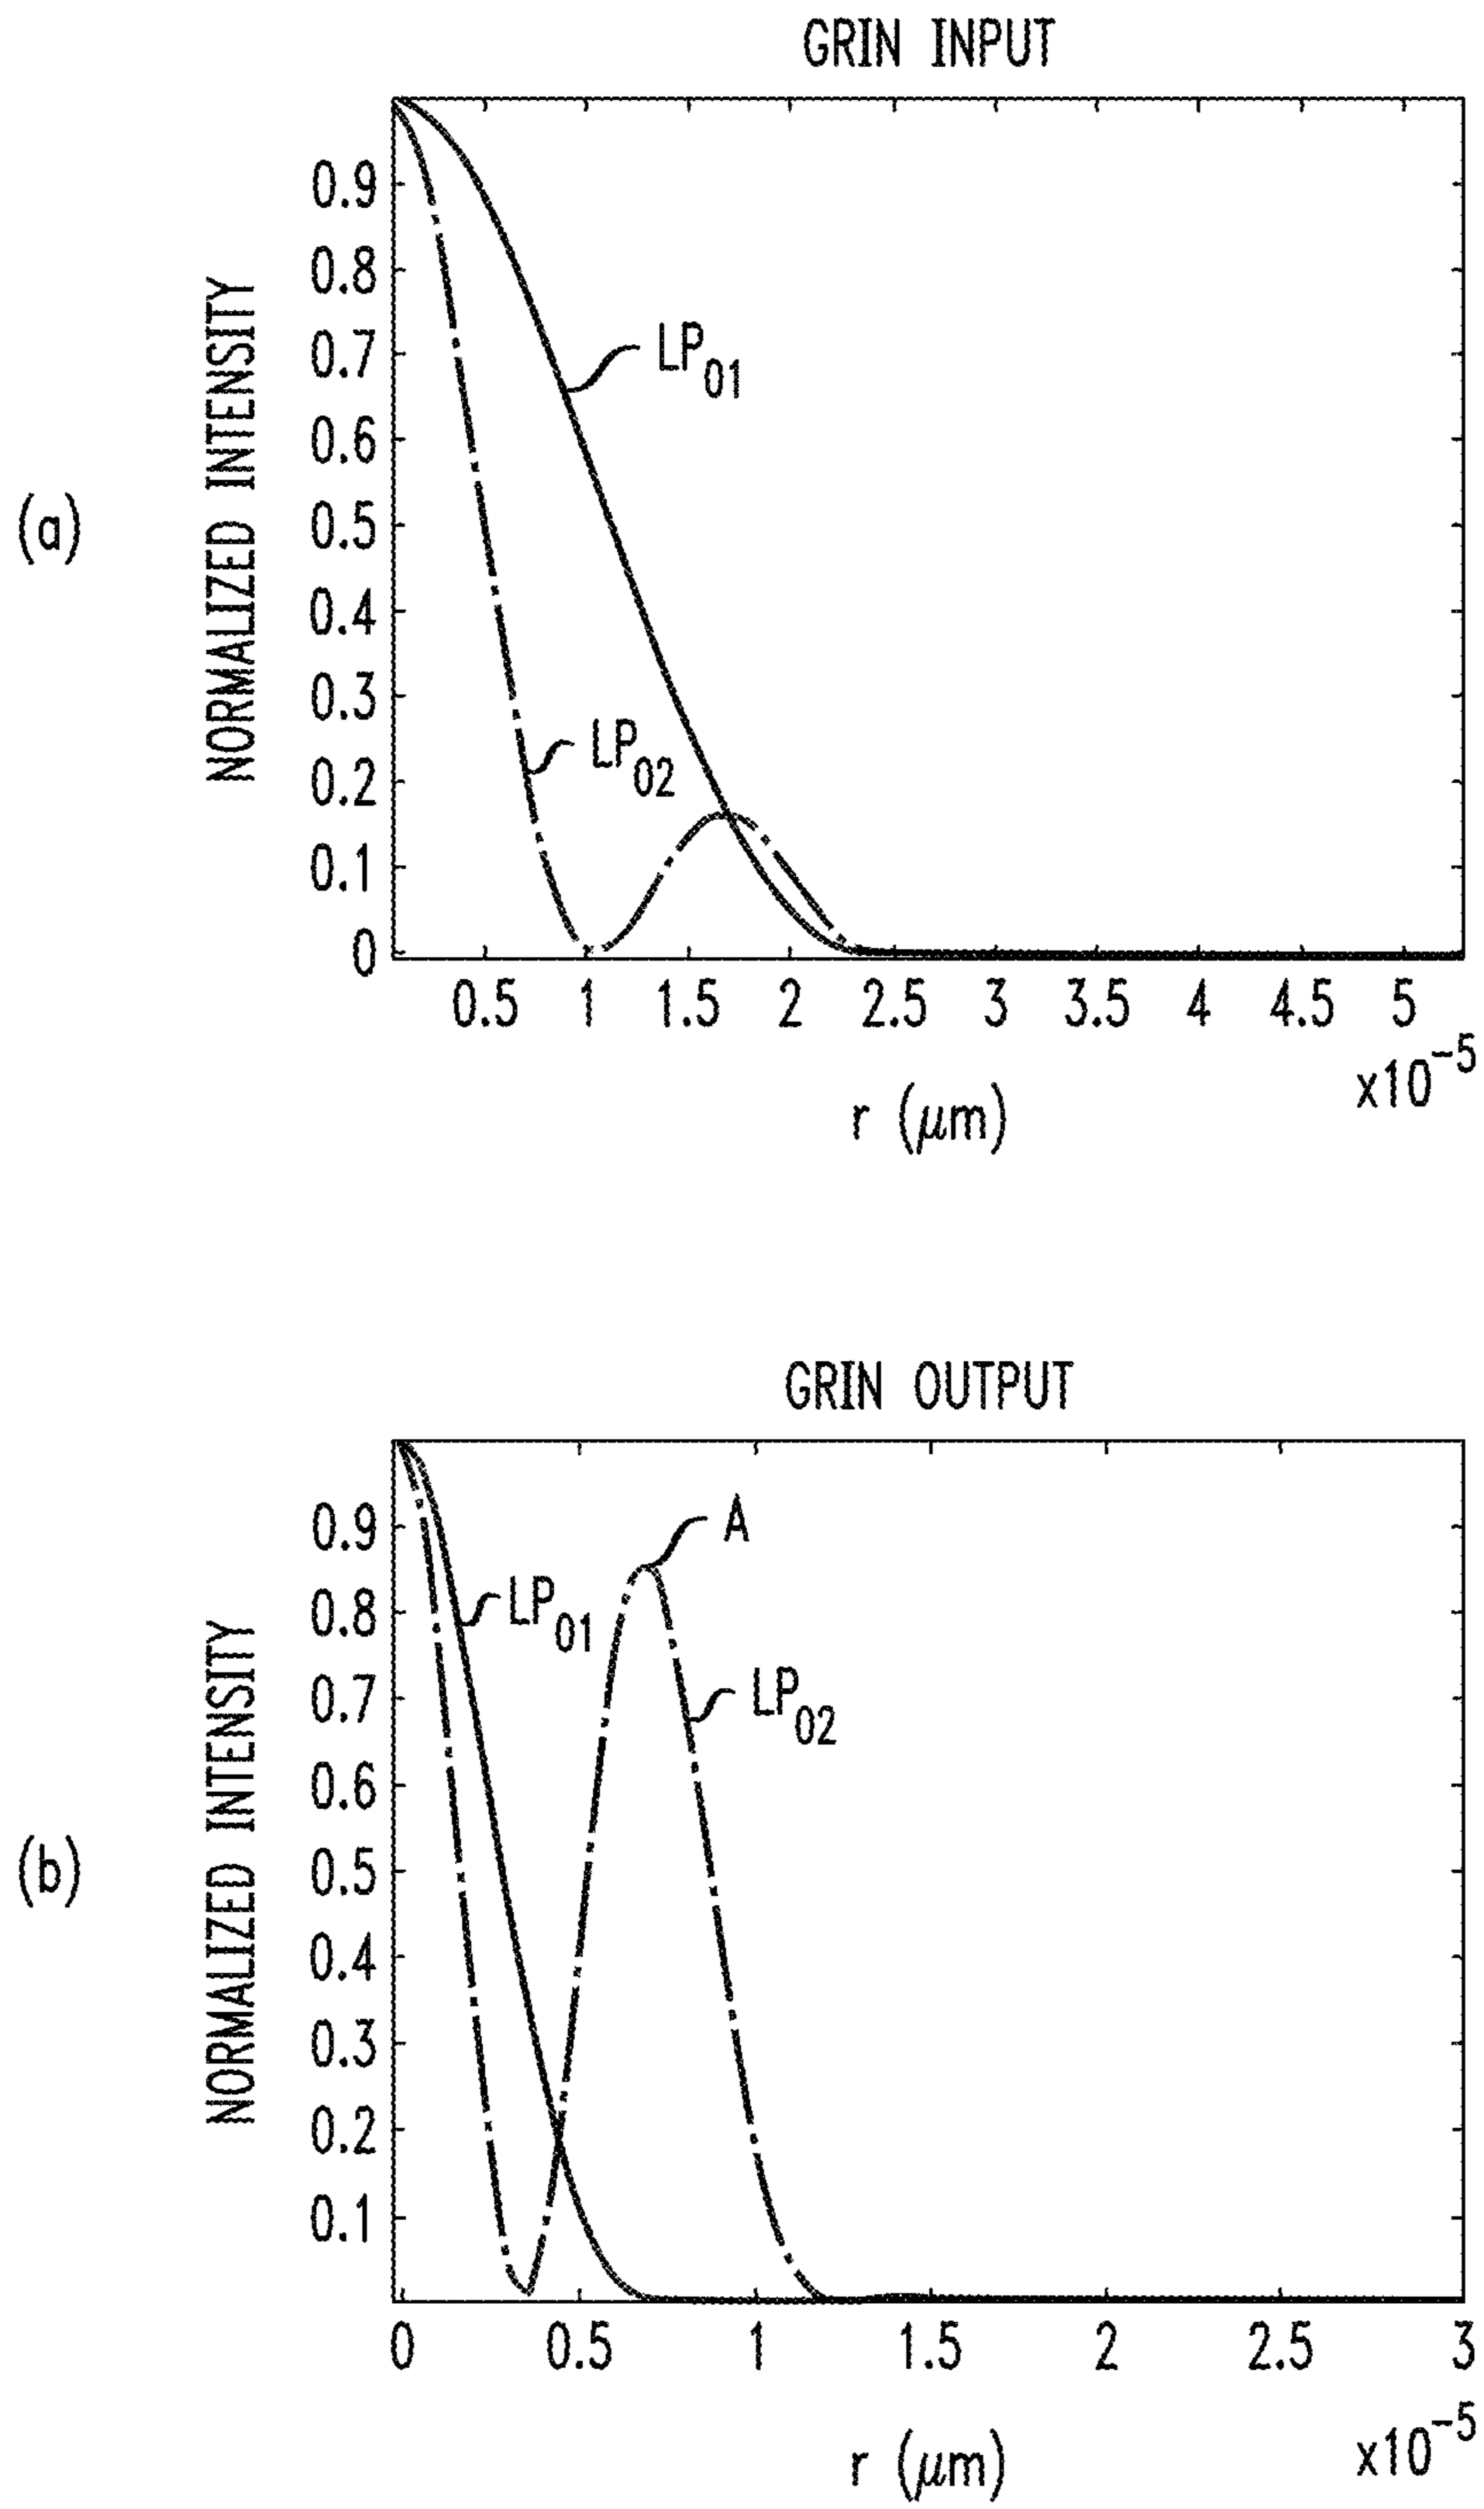 GRIN INPUT
(a)
NORMALIZED INTENSITY
0.9
0.8
0.7
0.6
0.5
0.4
0.3
0.2
0.1
0
LP01
LP02
0.5 1 1.5 2 2.5 3 3.5 4 4.5 5
x10-5
r (μm)
GRIN OUTPUT
(b)
NORMALIZED INTENSITY
0.9
0.8
0.7
0.6
0.5
0.4
0.3
0.2
0.1
A
LP01
LP02
0 0.5 1 1.5 2 2.5 3
x10-5
r (μm)